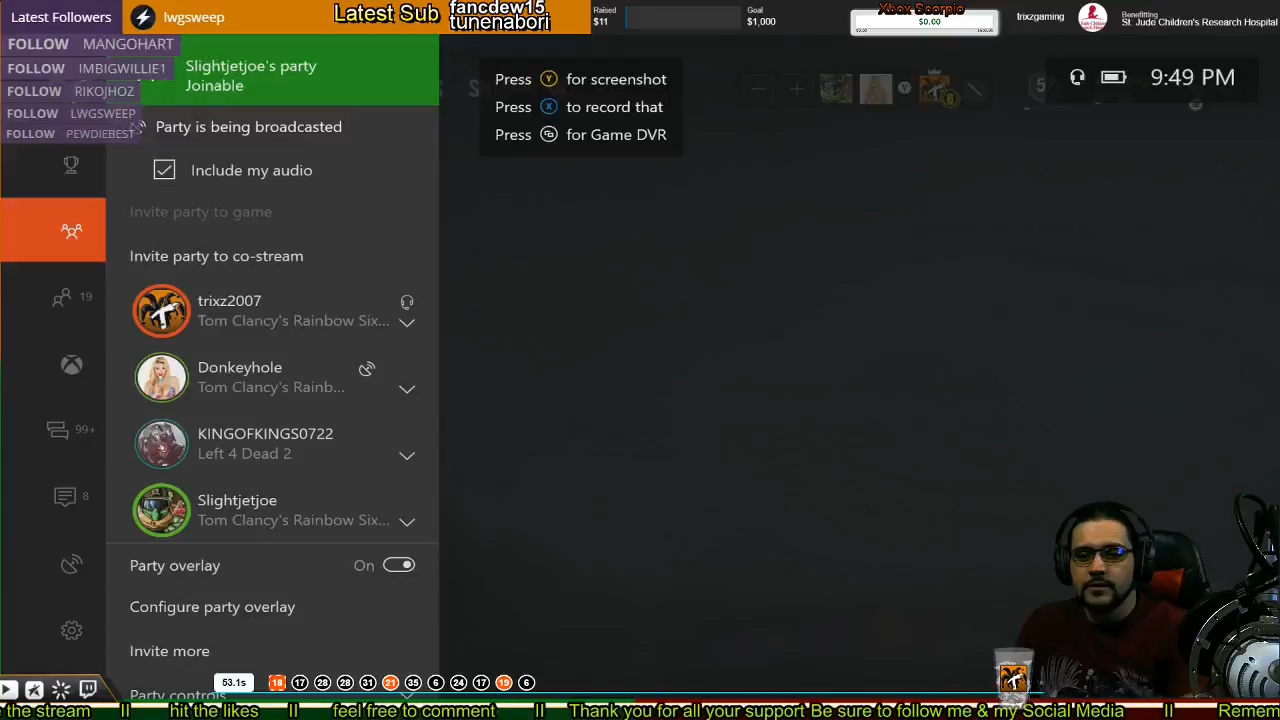 Latest Followers
lwgsweep
Latest Sub
fancdew15
tunenabori
Raised
$11
Goal
$1,000
Xbox Scorpio
$0.00
trixzgaming
Benefitting
St. Jude Children's Research Hospital
FOLLOW MANGOHART
FOLLOW IMBIGWILLIE1
FOLLOW RIKOJHOZ
FOLLOW LWGSWEEP
FOLLOW PEWDIEBEST
Slightjetjoe's party
Joinable
Press Y for screenshot
Press X to record that
Press for Game DVR
Y
9:49 PM
Party is being broadcasted
Include my audio
Invite party to game
Invite party to co-stream
trixz2007
Tom Clancy's Rainbow Six...
19
Donkeyhole
Tom Clancy's Rainb...
KINGOFKINGS0722
Left 4 Dead 2
99+
Slightjetjoe
Tom Clancy's Rainbow Six...
8
Party overlay On
Configure party overlay
Invite more
Party controls
53.1s 18 17 28 28 31 21 35 6 24 17 19 6
the stream II hit the likes II feel free to comment II Thank you for all your support Be sure to follow me & my Social Media II Remem